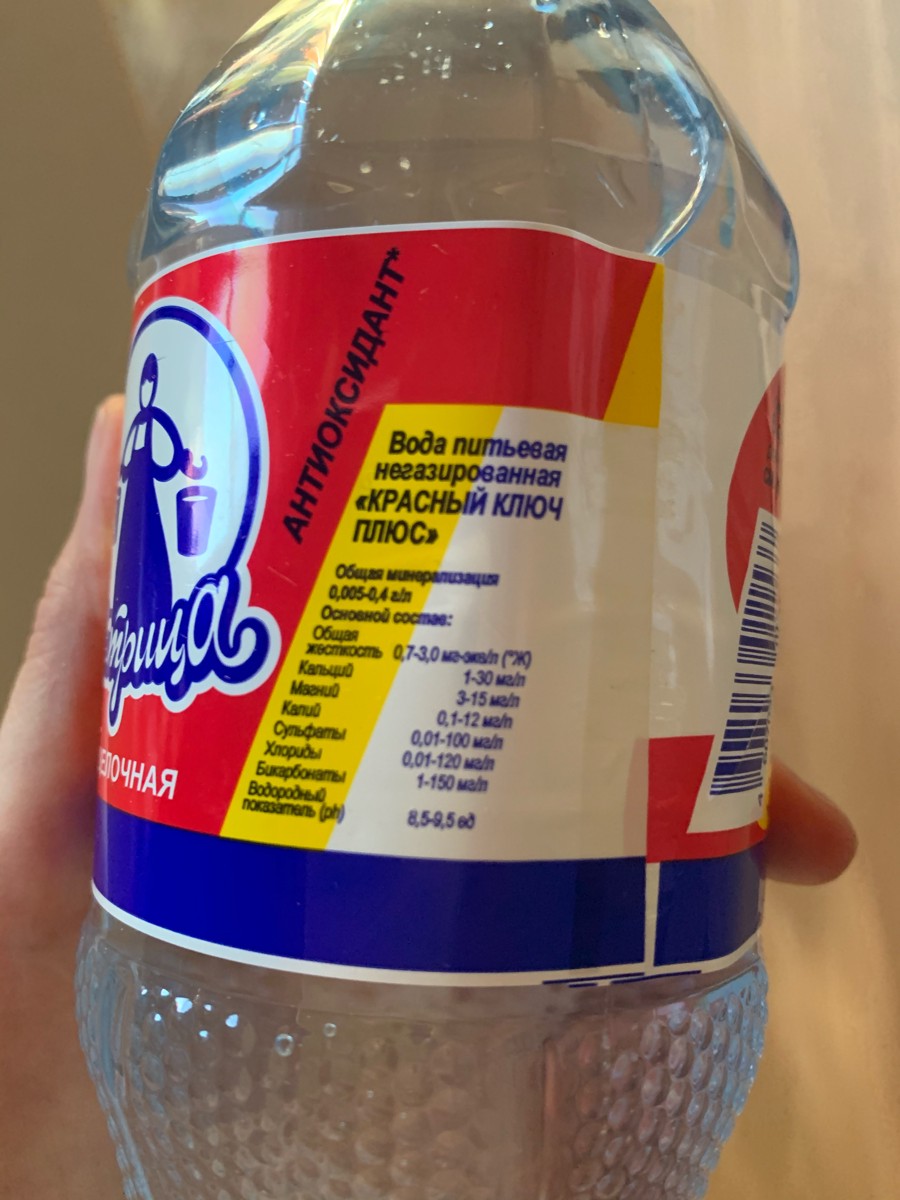 АНТИОКСИДАНТ*
Вода питьевая
негазированная
«КРАСНЫЙ КЛЮЧ
ПЛЮС»
Общая минерализация
0,005-0,4 г/л
Основной состав:
Общая
жёсткость 0,7-3,0 мг-экв/л (°Ж)
Кальций 1-30 мг/л
Магний 3-15 мг/л
Калий 0,1-12 мг/л
Сульфаты 0,01-100 мг/л
Хлориды 0,01-120 мг/л
Бикарбонаты 1-150 мг/л
Водородный
показатель (ph) 8,5-9,5 ед